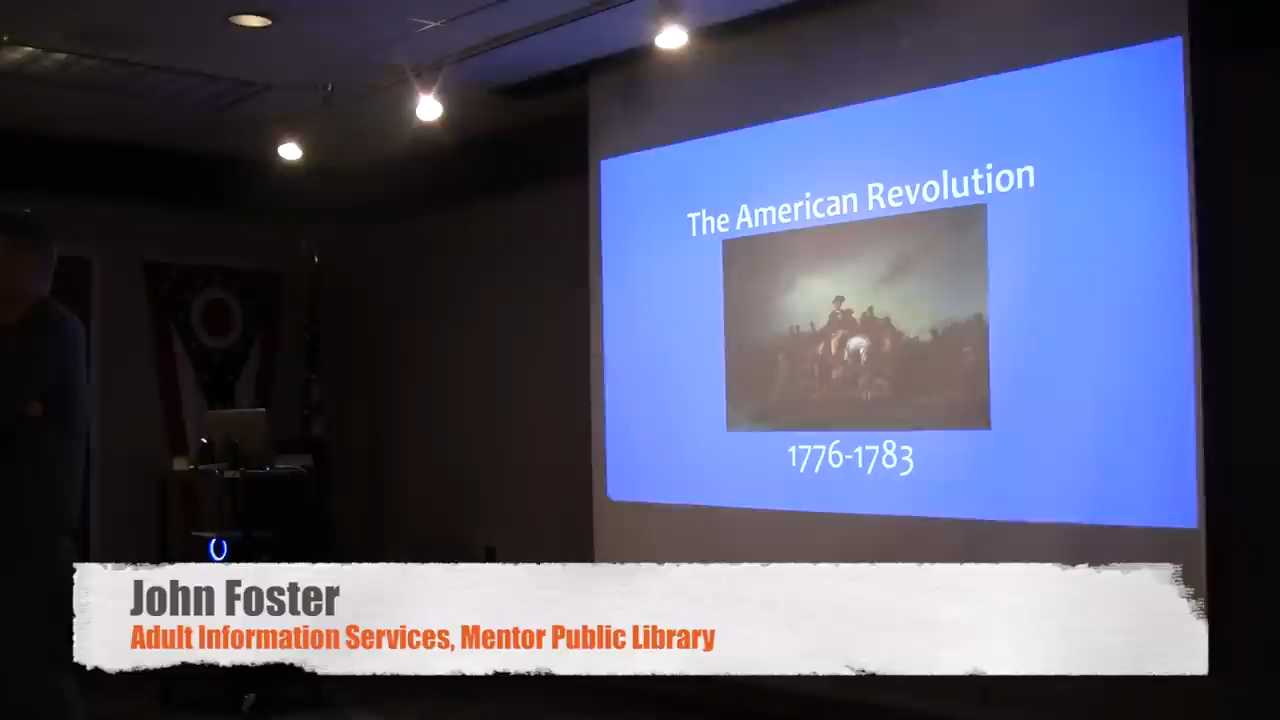 The American Revolution
1776-1783
John Foster
Adult Information Services, Mentor Public Library